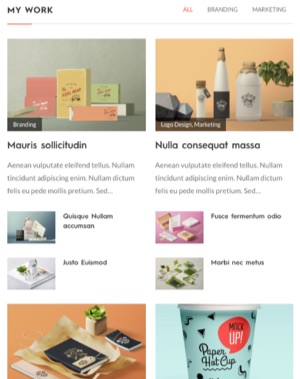 MY WORK
ALL BRANDING MARKETING
Branding
Logo Design, Marketing
Mauris sollicitudin
Aenean vulputate eleifend tellus. Nullam
tincidunt adipiscing enim. Nullam dictum
felis eu pede mollis pretium. Sed...
Nulla consequat massa
Aenean vulputate eleifend tellus. Nullam
tincidunt adipiscing enim. Nullam dictum
felis eu pede mollis pretium. Sed...
Quisque Nullam
accumsan
Fusce fermentum odio
Justo Euismod
Morbi nec metus
MOCK
UP!
Paper
Hot Cup